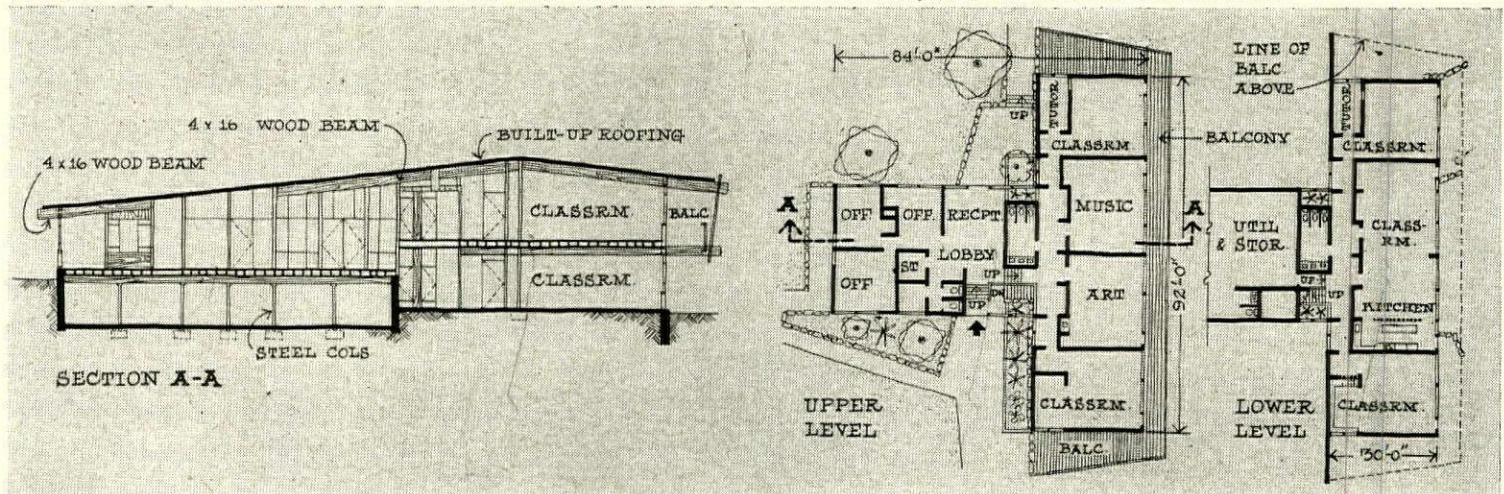 4 x 16 WOOD BEAM
4 x 16 WOOD BEAM
BUILT-UP ROOFING
CLASSRM.
BALC
CLASSRM.
STEEL COLS
SECTION A-A
84'-0"
UP
TUTOR
CLASSRM
BALCONY
A
OFF
OFF.
RECPT
MUSIC
A
LOBBY
ST
UP
OFF
UP
DN
ART
92'-0"
CLASSRM.
UPPER
LEVEL
BALC
LINE OF
BALC
ABOVE
TUTOR
CLASSRM.
UTIL
& STOR.
CLASS-
RM.
UP
KITCHEN
CLASSRM.
LOWER
LEVEL
30'-0"